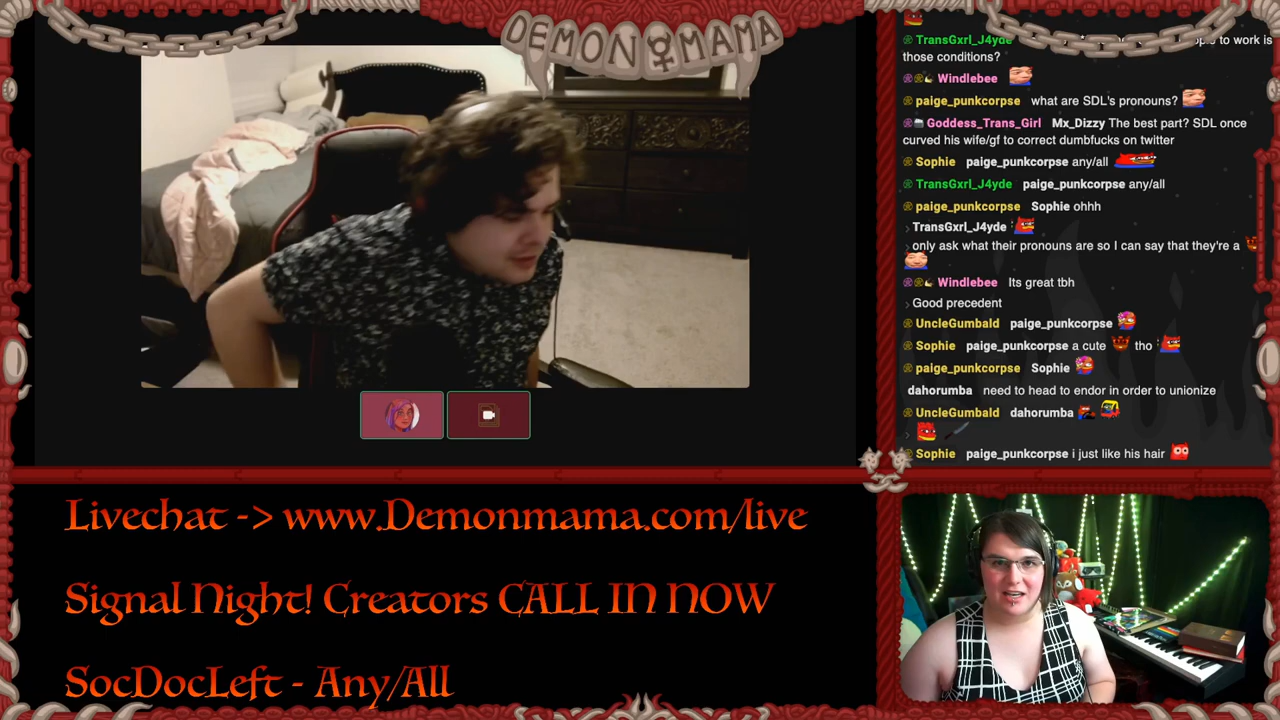 DEMON MAMA
TransGxrl_J4yde to work is
those conditions?
Windlebee
paige_punkcorpse what are SDL's pronouns?
Goddess_Trans_Girl Mx_Dizzy The best part? SDL once
curved his wife/gf to correct dumbfucks on twitter
Sophie paige_punkcorpse any/all
TransGxrl_J4yde paige_punkcorpse any/all
paige_punkcorpse Sophie ohhh
TransGxrl_J4yde
only ask what their pronouns are so I can say that they're a
Windlebee Its great tbh
Good precedent
UncleGumbald paige_punkcorpse
Sophie paige_punkcorpse a cute tho
paige_punkcorpse Sophie
dahorumba need to head to endor in order to unionize
UncleGumbald dahorumba
Sophie paige_punkcorpse i just like his hair
Livechat -> www.Demonmama.com/live
Signal Night! Creators CALL IN NOW
SocDocLeft - Any/All